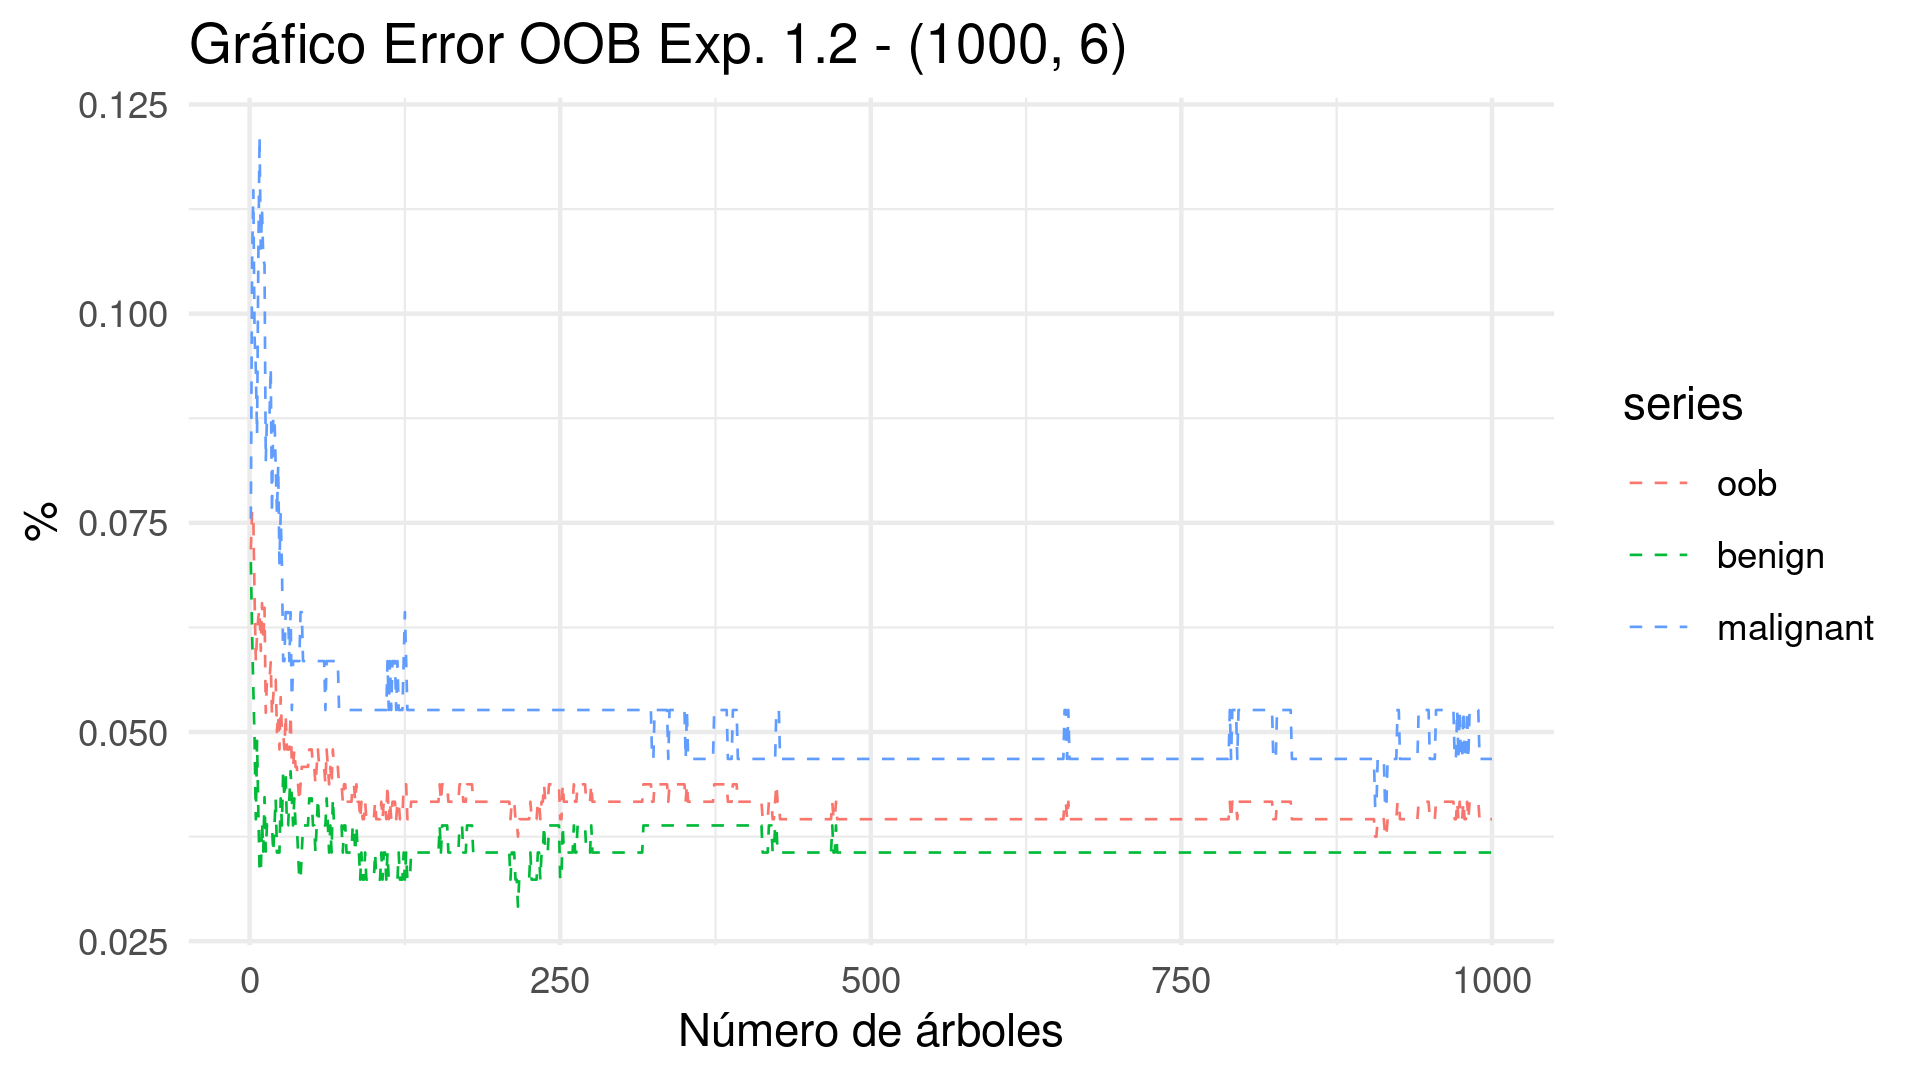 Gráfico Error OOB Exp. 1.2 - (1000, 6)
0.125
0.100
0.075
0.050
0.025
%
0 250 500 750 1000
Número de árboles
series
oob
benign
malignant